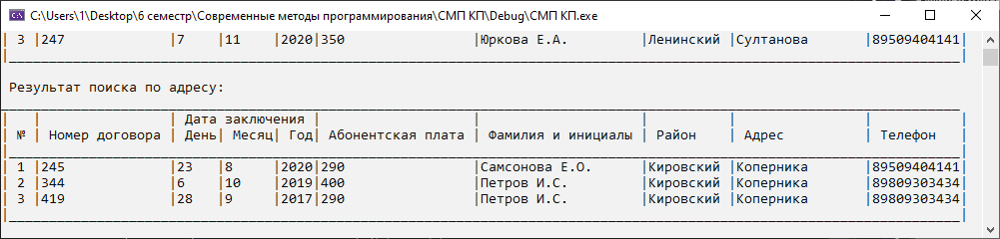 C:\Users\1\Desktop\6 семестр\Современные методы программирования\СМП КП\Debug\СМП КП.exe
| 3 |247 |7 |11 |2020|350 |Юркова Е.А. |Ленинский |Султанова |89509404141|
Результат поиска по адресу:
| | | Дата заключения | | | | | |
| № | Номер договора | День| Месяц| Год| Абонентская плата | Фамилия и инициалы | Район | Адрес | Телефон |
| 1 |245 |23 |8 |2020|290 |Самсонова Е.О. |Кировский |Коперника |89509404141|
| 2 |344 |6 |10 |2019|400 |Петров И.С. |Кировский |Коперника |89809303434|
| 3 |419 |28 |9 |2017|290 |Петров И.С. |Кировский |Коперника |89809303434|